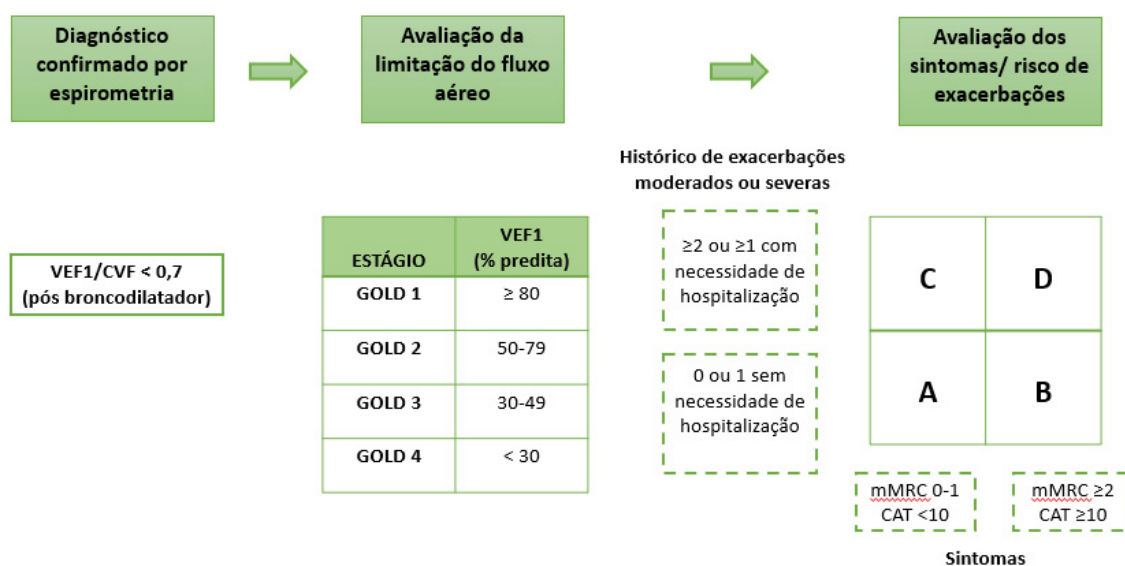 Diagnóstico
confirmado por
espirometria
Avaliação da
limitação do fluxo
aéreo
Avaliação dos
sintomas/ risco de
exacerbações
VEF1/CVF < 0,7
(pós broncodilatador)
ESTÁGIO VEF1
(% predita)
GOLD 1 ≥ 80
GOLD 2 50-79
GOLD 3 30-49
GOLD 4 < 30
Histórico de exacerbações
moderados ou severas
≥2 ou ≥1 com
necessidade de
hospitalização
0 ou 1 sem
necessidade de
hospitalização
C D
A B
mMRC 0-1
CAT <10
mMRC ≥2
CAT ≥10
Sintomas